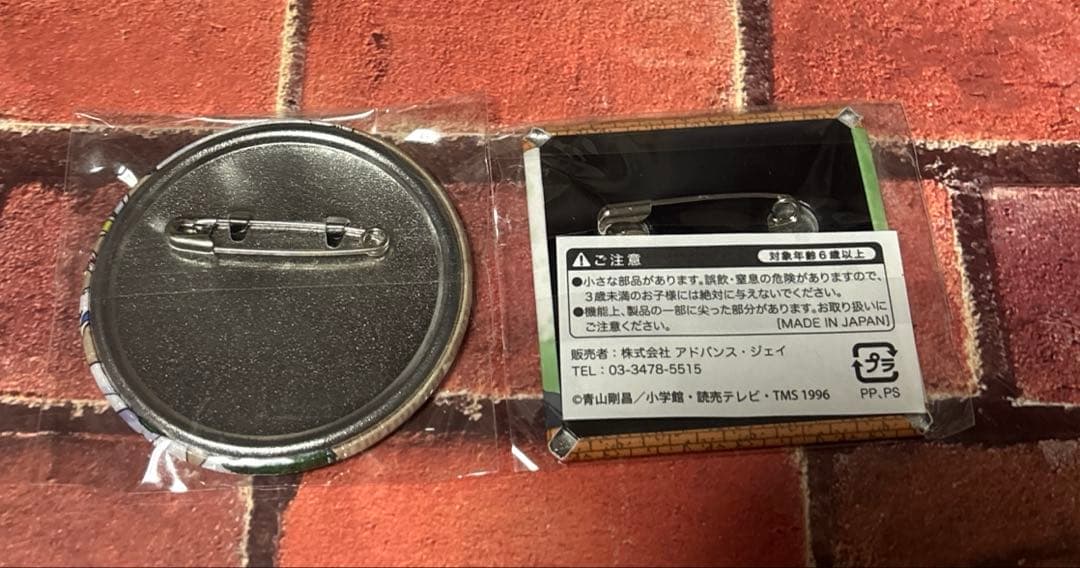 ご注意 対象年齢6歳以上
●小さな部品があります。誤飲・窒息の危険がありますので、
3歳未満のお子様には絶対に与えないでください。
●機能上、製品の一部に尖った部分があります。お取り扱いに
ご注意ください。 [MADE IN JAPAN]
販売者:株式会社 アドバンス・ジェイ
TEL:03-3478-5515
プラ
PP、PS
©青山剛昌/小学館・読売テレビ・TMS 1996